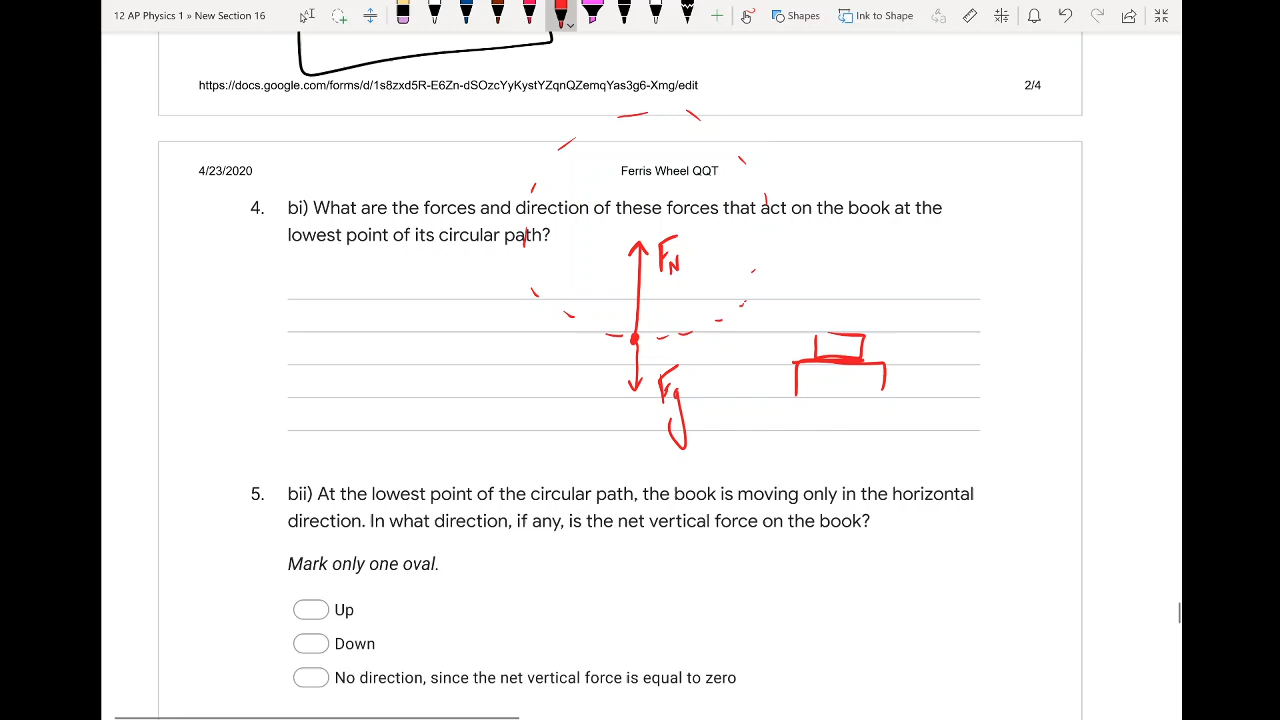 12 AP Physics 1 » New Section 16
Shapes
Ink to Shape
https://docs.google.com/forms/d/1s8zxd5R-E6Zn-dSOzcYyKystYZqnQZemqYas3g6-Xmg/edit
2/4
4/23/2020
Ferris Wheel QQT
4. bi) What are the forces and direction of these forces that act on the book at the
lowest point of its circular path?
FN
Fg
5. bii) At the lowest point of the circular path, the book is moving only in the horizontal
direction. In what direction, if any, is the net vertical force on the book?
Mark only one oval.
Up
Down
No direction, since the net vertical force is equal to zero